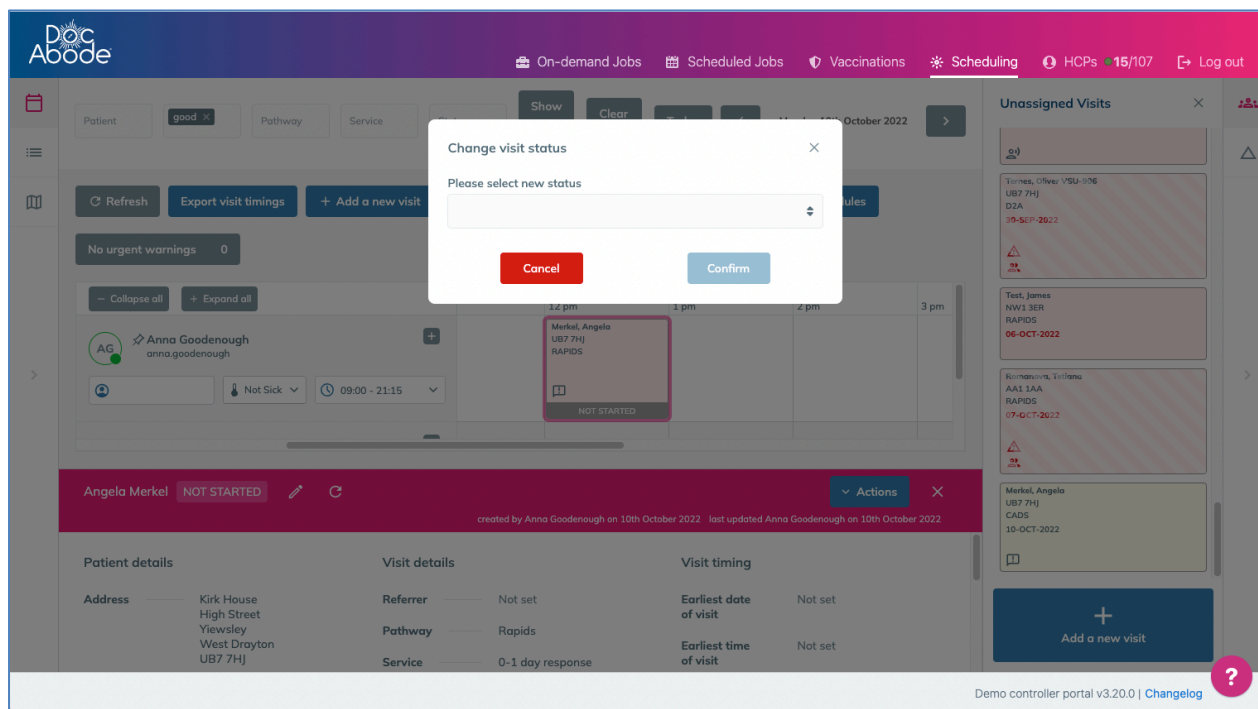 Doc
Abode
On-demand Jobs
Scheduled Jobs
Vaccinations
Scheduling
HCPs 15/107
Log out
Patient
good ×
Pathway
Service
Show
Clear
October 2022
Change visit status
Please select new status
Cancel
Confirm
Refresh
Export visit timings
+ Add a new visit
No urgent warnings 0
− Collapse all
+ Expand all
12 pm
1 pm
2 pm
3 pm
AG
Anna Goodenough
anna.goodenough
Not Sick
09:00 - 21:15
Merkel, Angela
UB7 7HJ
RAPIDS
NOT STARTED
Angela Merkel
NOT STARTED
Actions
created by Anna Goodenough on 10th October 2022 last updated Anna Goodenough on 10th October 2022
Patient details
Address
Kirk House
High Street
Yiewsley
West Drayton
UB7 7HJ
Visit details
Referrer
Not set
Pathway
Rapids
Service
0-1 day response
Visit timing
Earliest date
of visit
Not set
Earliest time
of visit
Not set
Unassigned Visits
UB7 7HJ
D2A
30-SEP-2022
Test, James
NW1 3ER
RAPIDS
06-OCT-2022
AA1 1AA
RAPIDS
07-OCT-2022
Merkel, Angela
UB7 7HJ
CADS
10-OCT-2022
+
Add a new visit
?
Demo controller portal v3.20.0 | Changelog